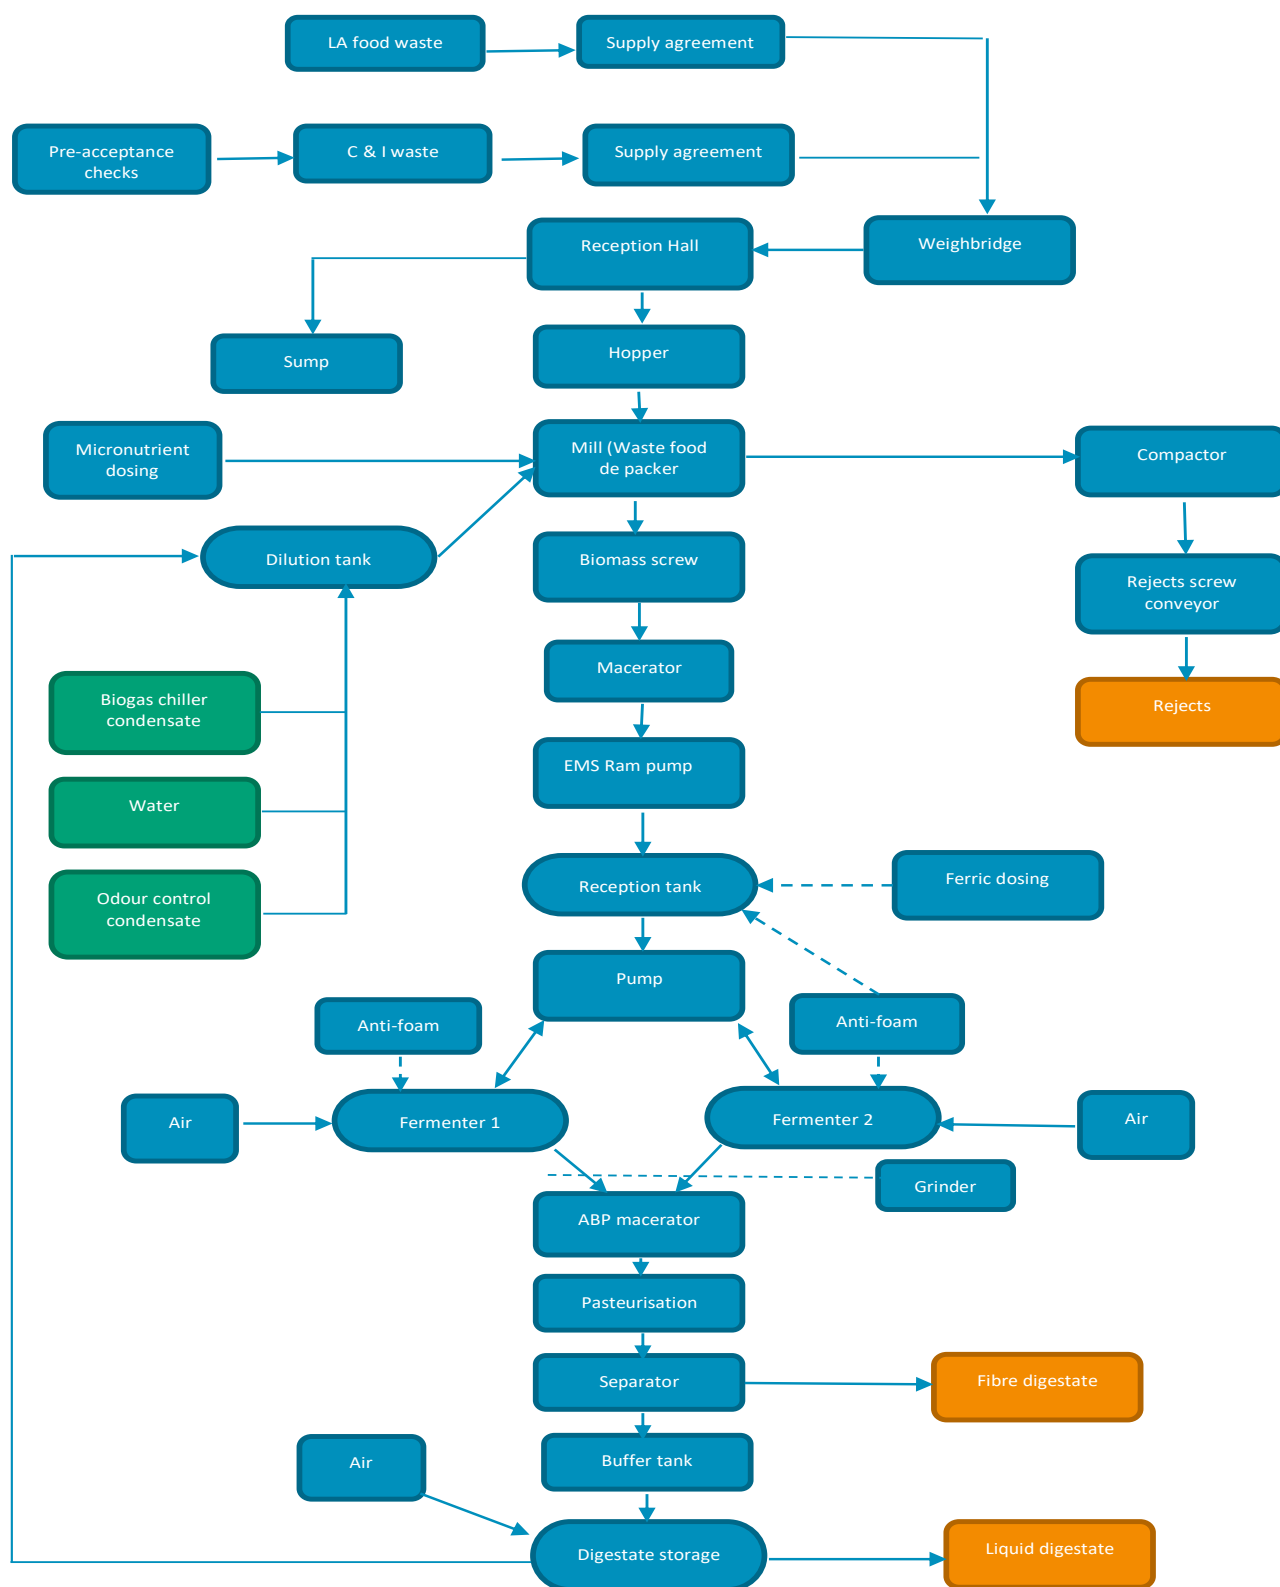 LA food waste
Supply agreement
Pre-acceptance
checks
C & I waste
Supply agreement
Reception Hall
Weighbridge
Sump
Hopper
Micronutrient
dosing
Mill (Waste food
de packer
Compactor
Dilution tank
Biomass screw
Rejects screw
conveyor
Macerator
Biogas chiller
condensate
Rejects
EMS Ram pump
Water
Reception tank
Ferric dosing
Odour control
condensate
Pump
Anti-foam
Anti-foam
Air
Fermenter 1
Fermenter 2
Air
Grinder
ABP macerator
Pasteurisation
Separator
Fibre digestate
Air
Buffer tank
Digestate storage
Liquid digestate